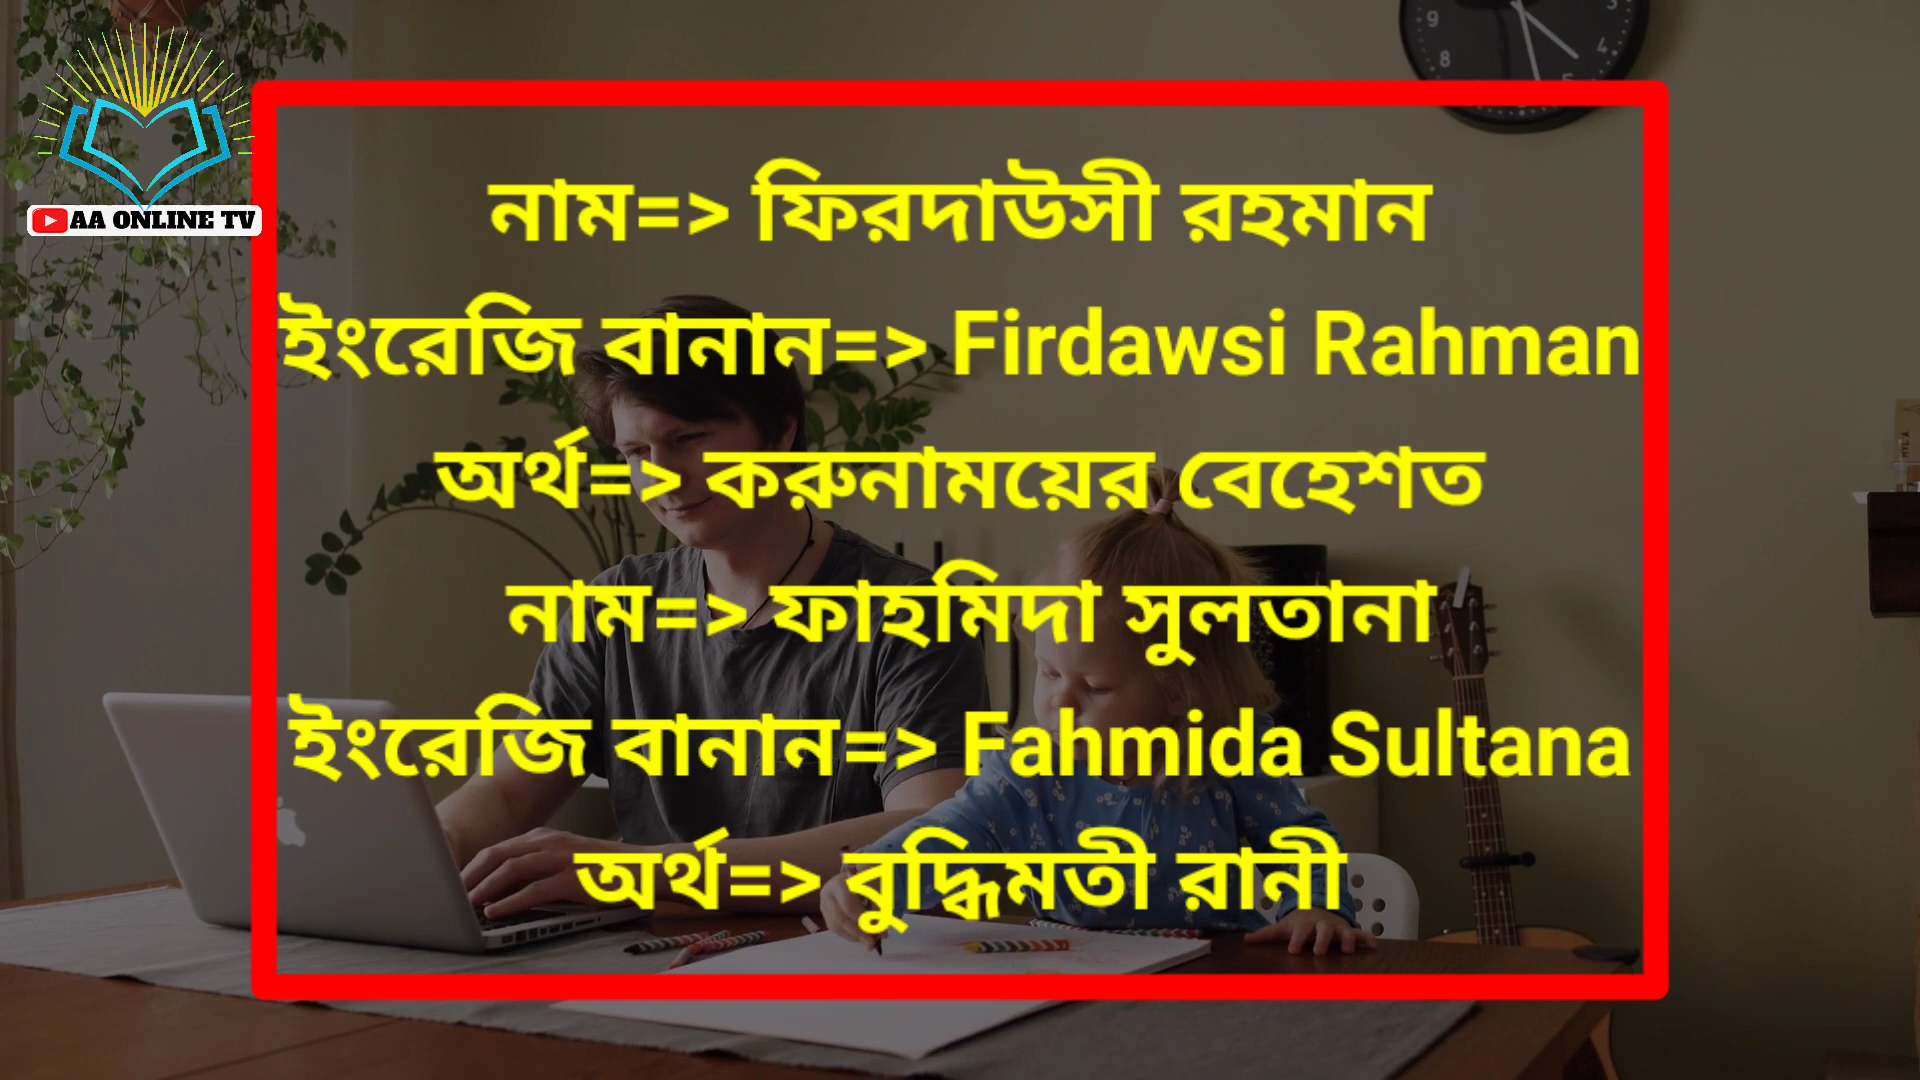 AA ONLINE TV
নাম=> ফিরদাউসী রহমান
ইংরেজি বানান=> Firdawsi Rahman
অর্থ=> করুনাময়ের বেহেশত
নাম=> ফাহমিদা সুলতানা
ইংরেজি বানান=> Fahmida Sultana
অর্থ=> বুদ্ধিমতী রানী